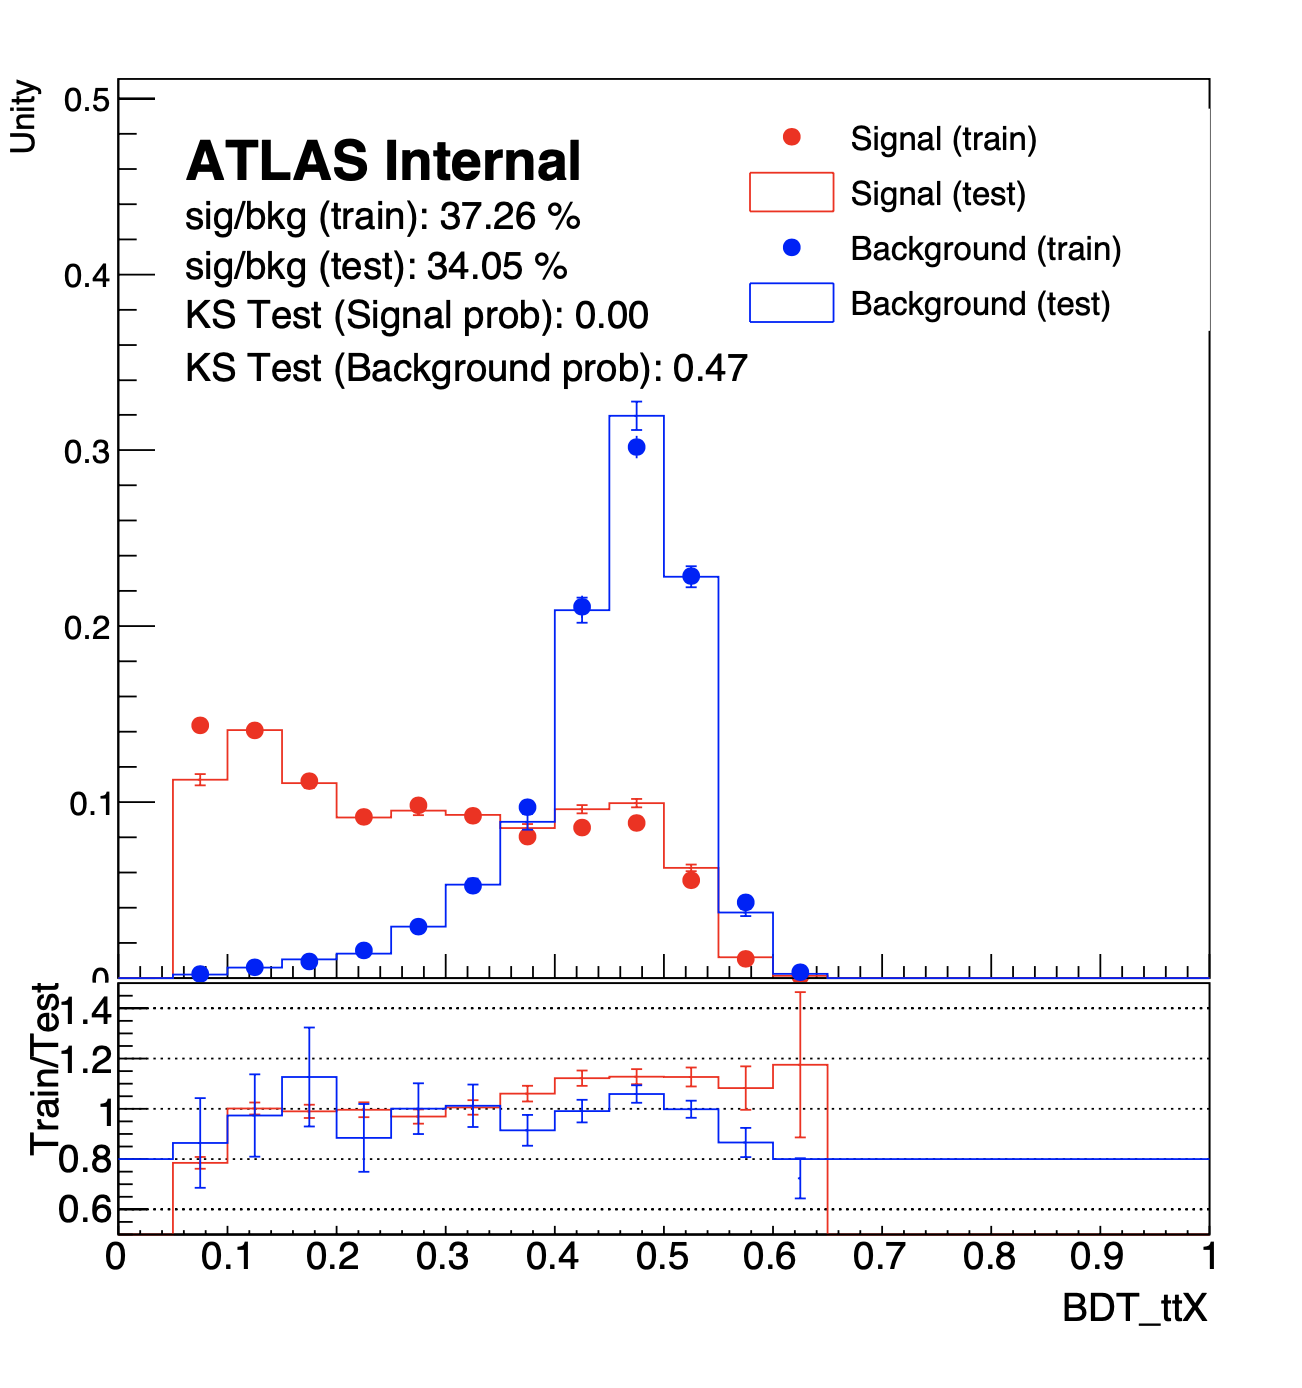 Unity
0.5
0.4
0.3
0.2
0.1
0
ATLAS Internal
sig/bkg (train): 37.26 %
sig/bkg (test): 34.05 %
KS Test (Signal prob): 0.00
KS Test (Background prob): 0.47
Signal (train)
Signal (test)
Background (train)
Background (test)
Train/Test
1.4
1.2
1
0.8
0.6
0 0.1 0.2 0.3 0.4 0.5 0.6 0.7 0.8 0.9 1
BDT_ttX